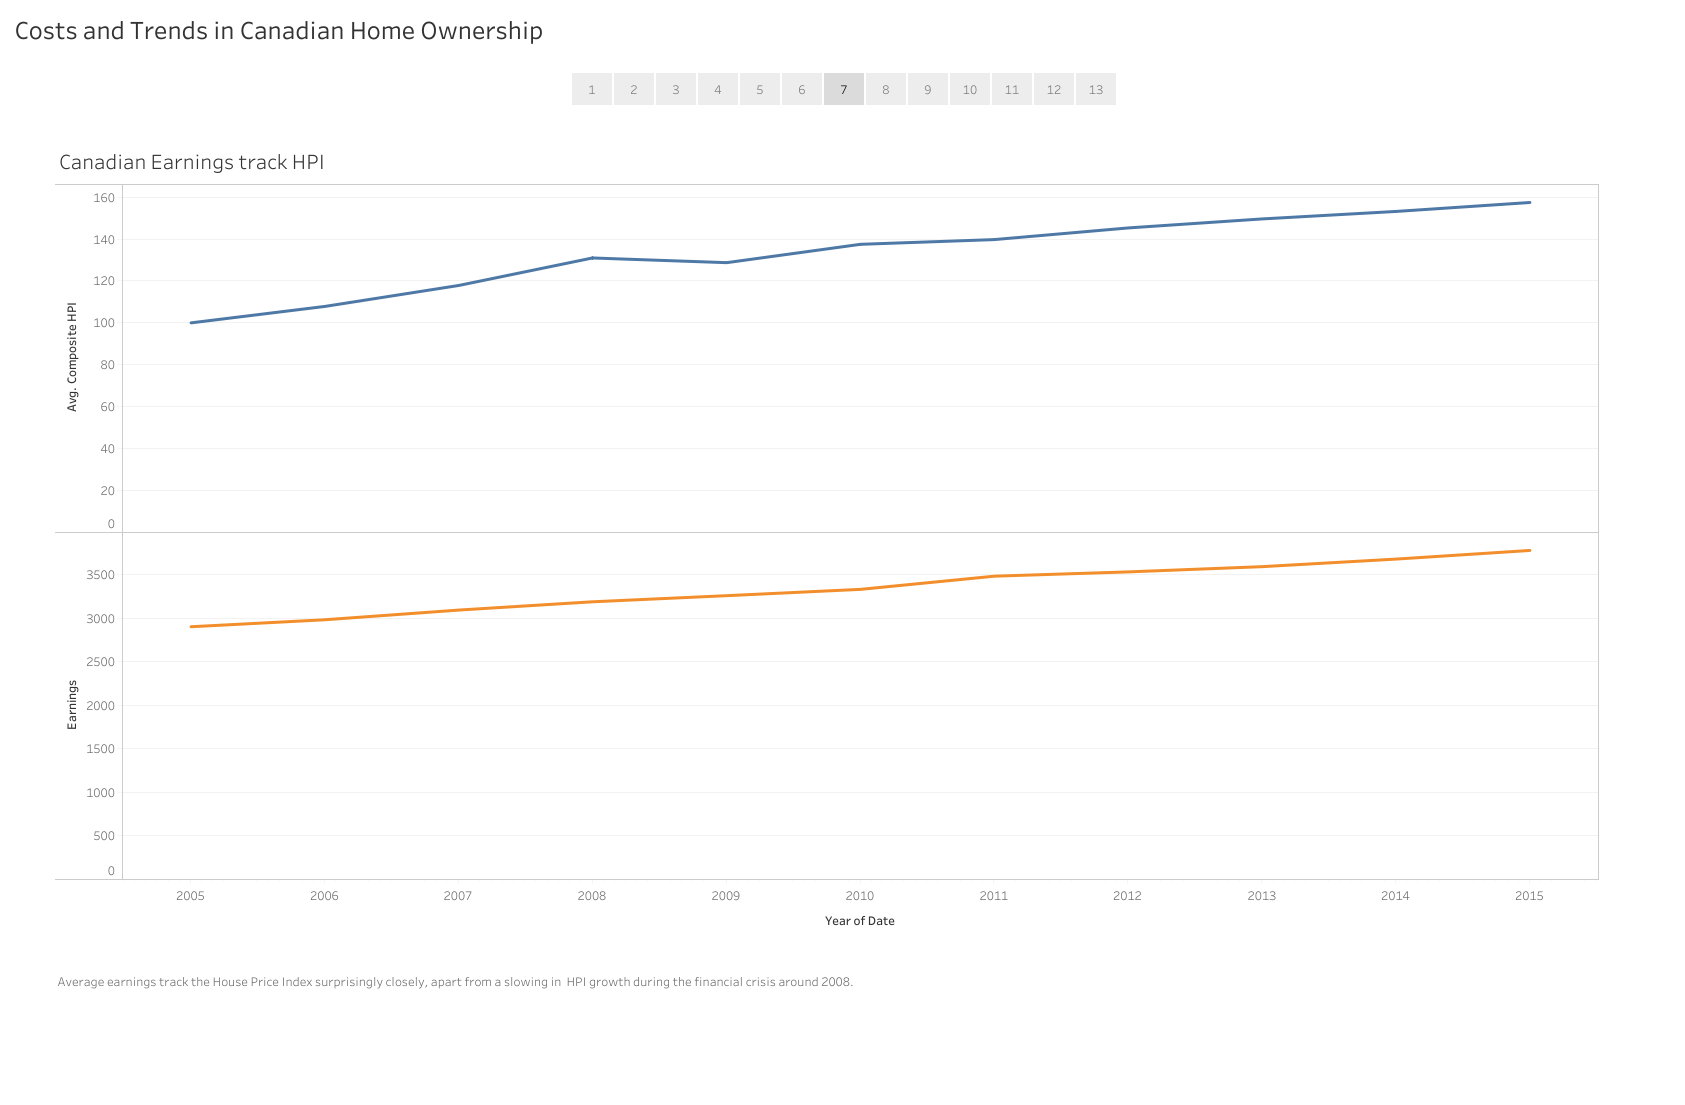 Costs and Trends in Canadian Home Ownership
1 2 3 4 5 6 7 8 9 10 11 12 13
Canadian Earnings track HPI
Avg. Composite HPI
160
140
120
100
80
60
40
20
0
Earnings
3500
3000
2500
2000
1500
1000
500
0
2005 2006 2007 2008 2009 2010 2011 2012 2013 2014 2015
Year of Date
Average earnings track the House Price Index surprisingly closely, apart from a slowing in  HPI growth during the financial crisis around 2008.